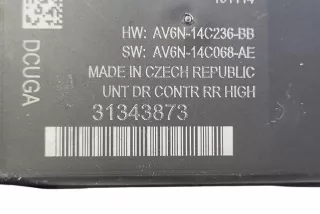 HW: AV6N-14C236-BB
SW: AV6N-14C068-AE
MADE IN CZECH REPUBLIC
UNT DR CONTR RR HIGH
31343873
DCUGA